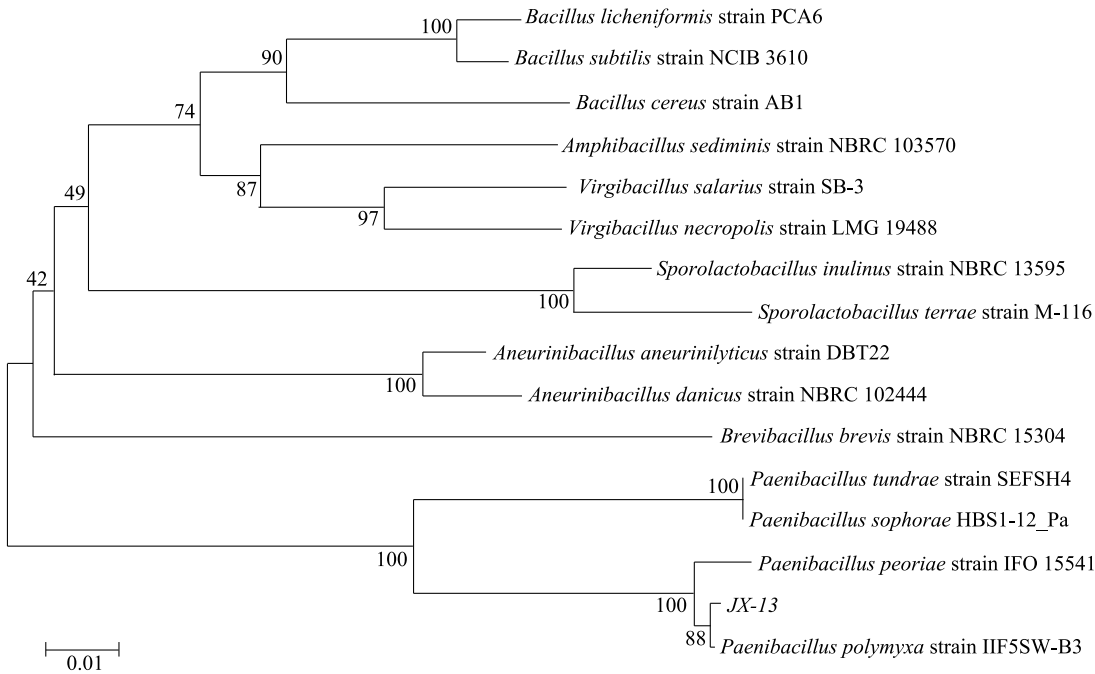 Bacillus licheniformis strain PCA6
100
Bacillus subtilis strain NCIB 3610
90
Bacillus cereus strain AB1
74
Amphibacillus sediminis strain NBRC 103570
87
Virgibacillus salarius strain SB-3
49
97
Virgibacillus necropolis strain LMG 19488
Sporolactobacillus inulinus strain NBRC 13595
42
100
Sporolactobacillus terrae strain M-116
Aneurinibacillus aneurinilyticus strain DBT22
100
Aneurinibacillus danicus strain NBRC 102444
Brevibacillus brevis strain NBRC 15304
Paenibacillus tundrae strain SEFSH4
100
Paenibacillus sophorae HBS1-12_Pa
100
Paenibacillus peoriae strain IFO 15541
100
JX-13
88
Paenibacillus polymyxa strain IIF5SW-B3
0.01